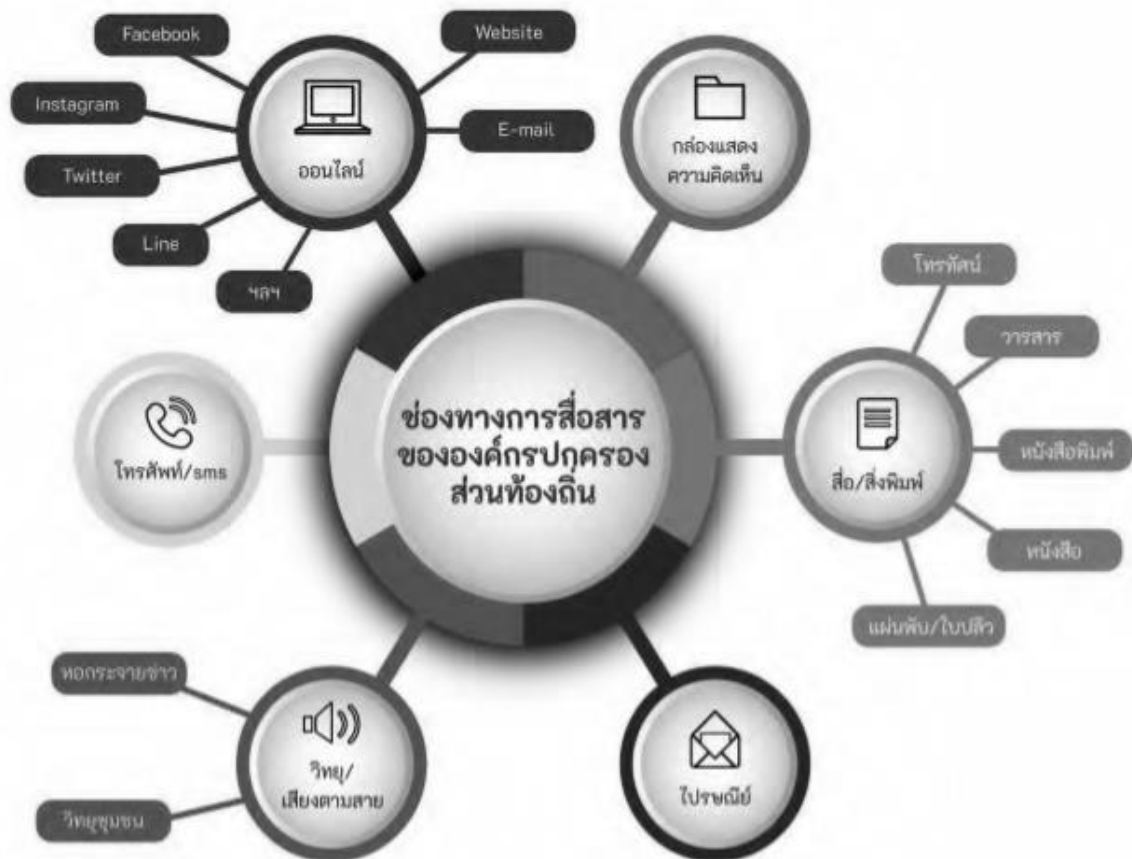 Facebook
Website
Instagram
E-mail
Twitter
ออนไลน์
Line
ฯลฯ
กล่องแสดง
ความคิดเห็น
โทรทัศน์
วารสาร
หนังสือพิมพ์
สื่อ/สิ่งพิมพ์
หนังสือ
แผ่นพับ/ใบปลิว
ช่องทางการสื่อสาร
ขององค์กรปกครอง
ส่วนท้องถิ่น
โทรศัพท์/sms
หอกระจายข่าว
วิทยุ/
เสียงตามสาย
วิทยุชุมชน
ไปรษณีย์